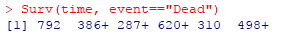 > Surv(time, event=="Dead")
[1] 792  386+ 287+ 620+ 310  498+